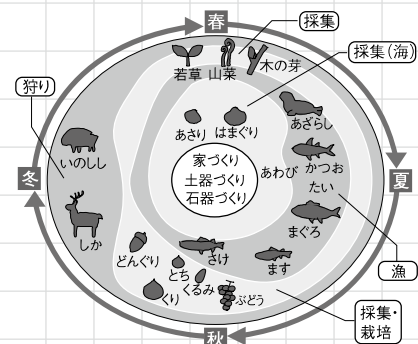 春
採集
採集(海)
若草
山菜
木の芽
狩り
あさり
はまぐり
あざらし
いのしし
家づくり
土器づくり
石器づくり
あわび
かつお
たい
冬
夏
しか
まぐろ
どんぐり
さけ
ます
漁
とち
くるみ
くり
ぶどう
採集・
栽培
秋